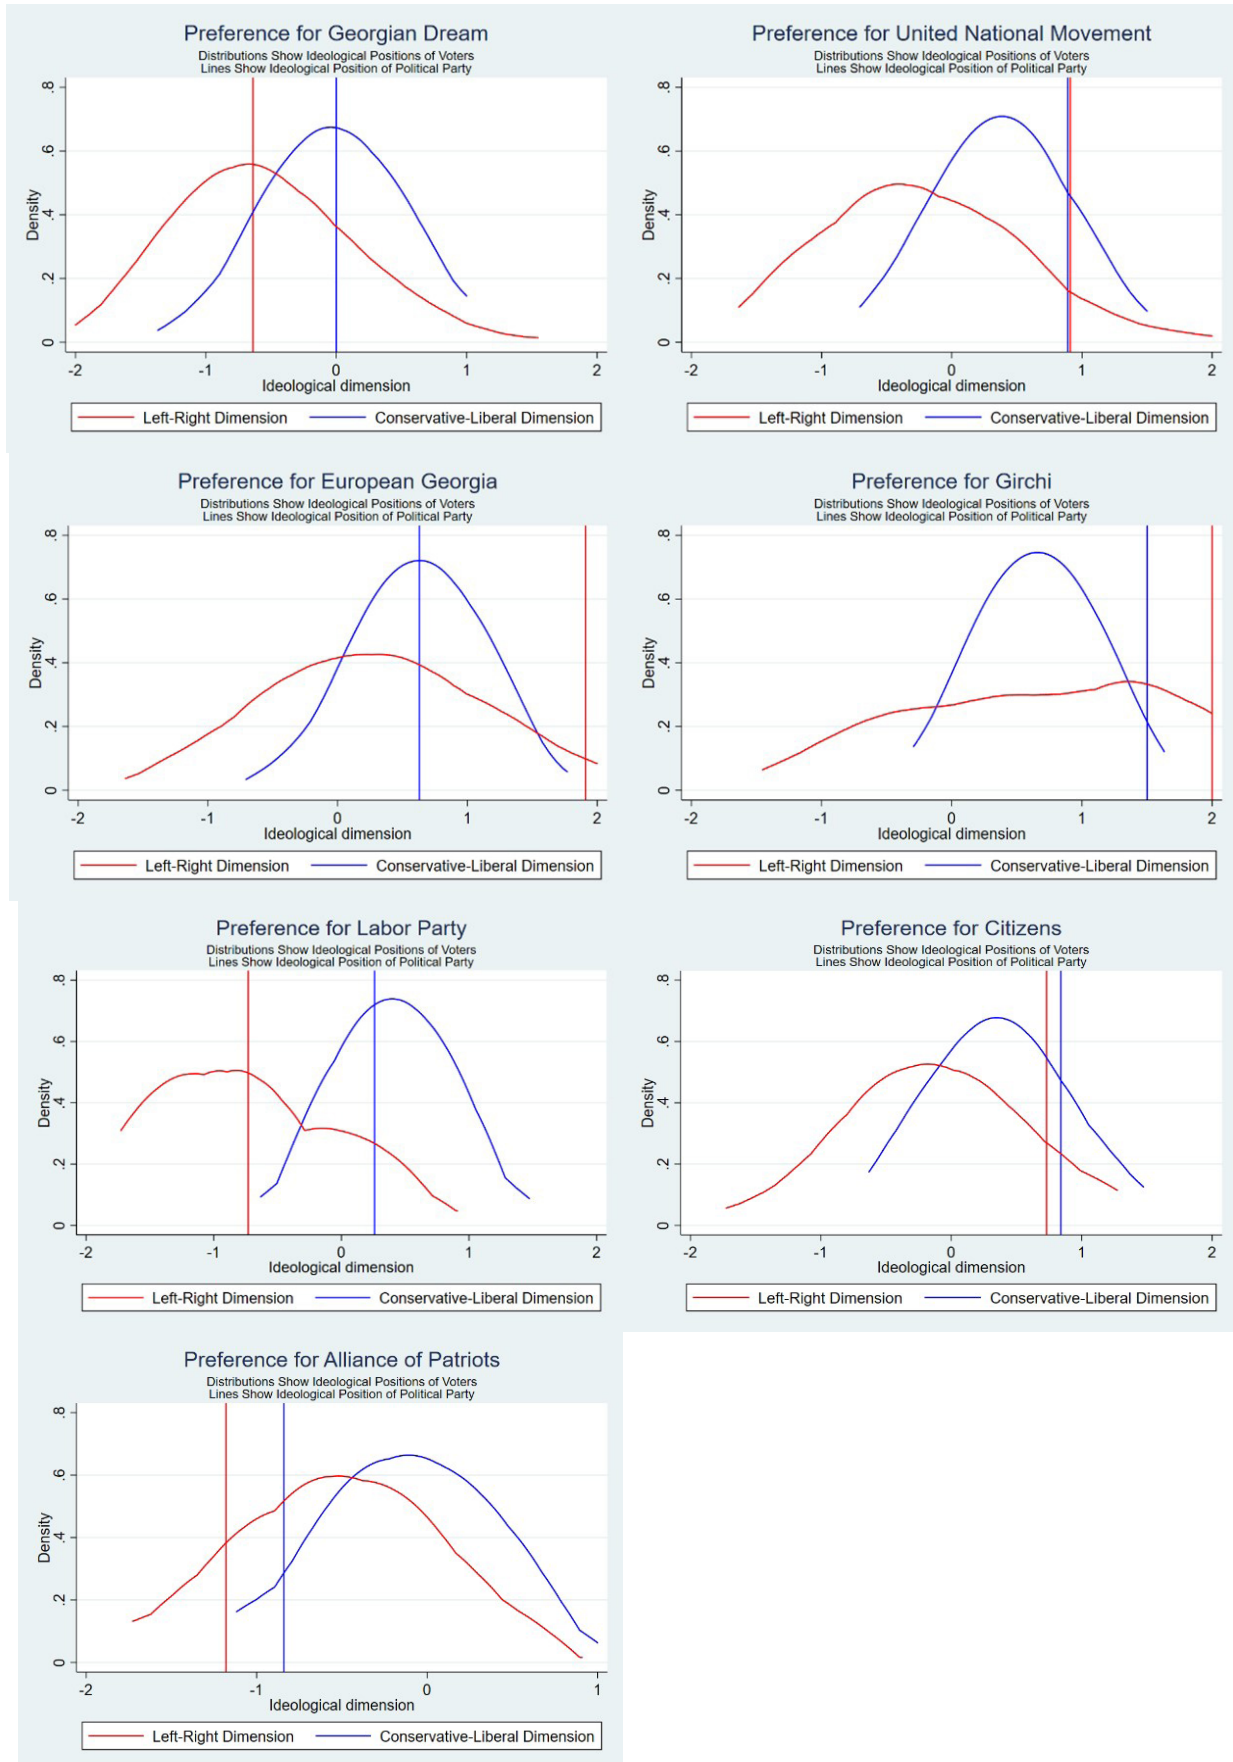 Preference for Georgian Dream
Distributions Show Ideological Positions of Voters
Lines Show Ideological Position of Political Party
.8
.6
.4
.2
0
Density
-2 -1 0 1 2
Ideological dimension
Left-Right Dimension Conservative-Liberal Dimension
Preference for United National Movement
Distributions Show Ideological Positions of Voters
Lines Show Ideological Position of Political Party
.8
.6
.4
.2
0
Density
-2 -1 0 1 2
Ideological dimension
Left-Right Dimension Conservative-Liberal Dimension
Preference for European Georgia
Distributions Show Ideological Positions of Voters
Lines Show Ideological Position of Political Party
.8
.6
.4
.2
0
Density
-2 -1 0 1 2
Ideological dimension
Left-Right Dimension Conservative-Liberal Dimension
Preference for Girchi
Distributions Show Ideological Positions of Voters
Lines Show Ideological Position of Political Party
.8
.6
.4
.2
0
Density
-2 -1 0 1 2
Ideological dimension
Left-Right Dimension Conservative-Liberal Dimension
Preference for Labor Party
Distributions Show Ideological Positions of Voters
Lines Show Ideological Position of Political Party
.8
.6
.4
.2
0
Density
-2 -1 0 1 2
Ideological dimension
Left-Right Dimension Conservative-Liberal Dimension
Preference for Citizens
Distributions Show Ideological Positions of Voters
Lines Show Ideological Position of Political Party
.8
.6
.4
.2
0
Density
-2 -1 0 1 2
Ideological dimension
Left-Right Dimension Conservative-Liberal Dimension
Preference for Alliance of Patriots
Distributions Show Ideological Positions of Voters
Lines Show Ideological Position of Political Party
.8
.6
.4
.2
0
Density
-2 -1 0 1
Ideological dimension
Left-Right Dimension Conservative-Liberal Dimension